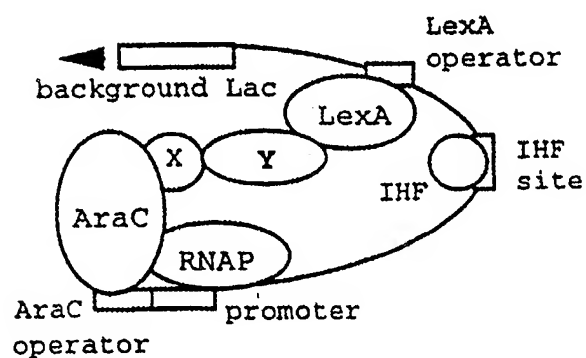 LexA
operator
background Lac
LexA
X
Y
IHF
IHF
site
AraC
RNAP
AraC
operator
promoter